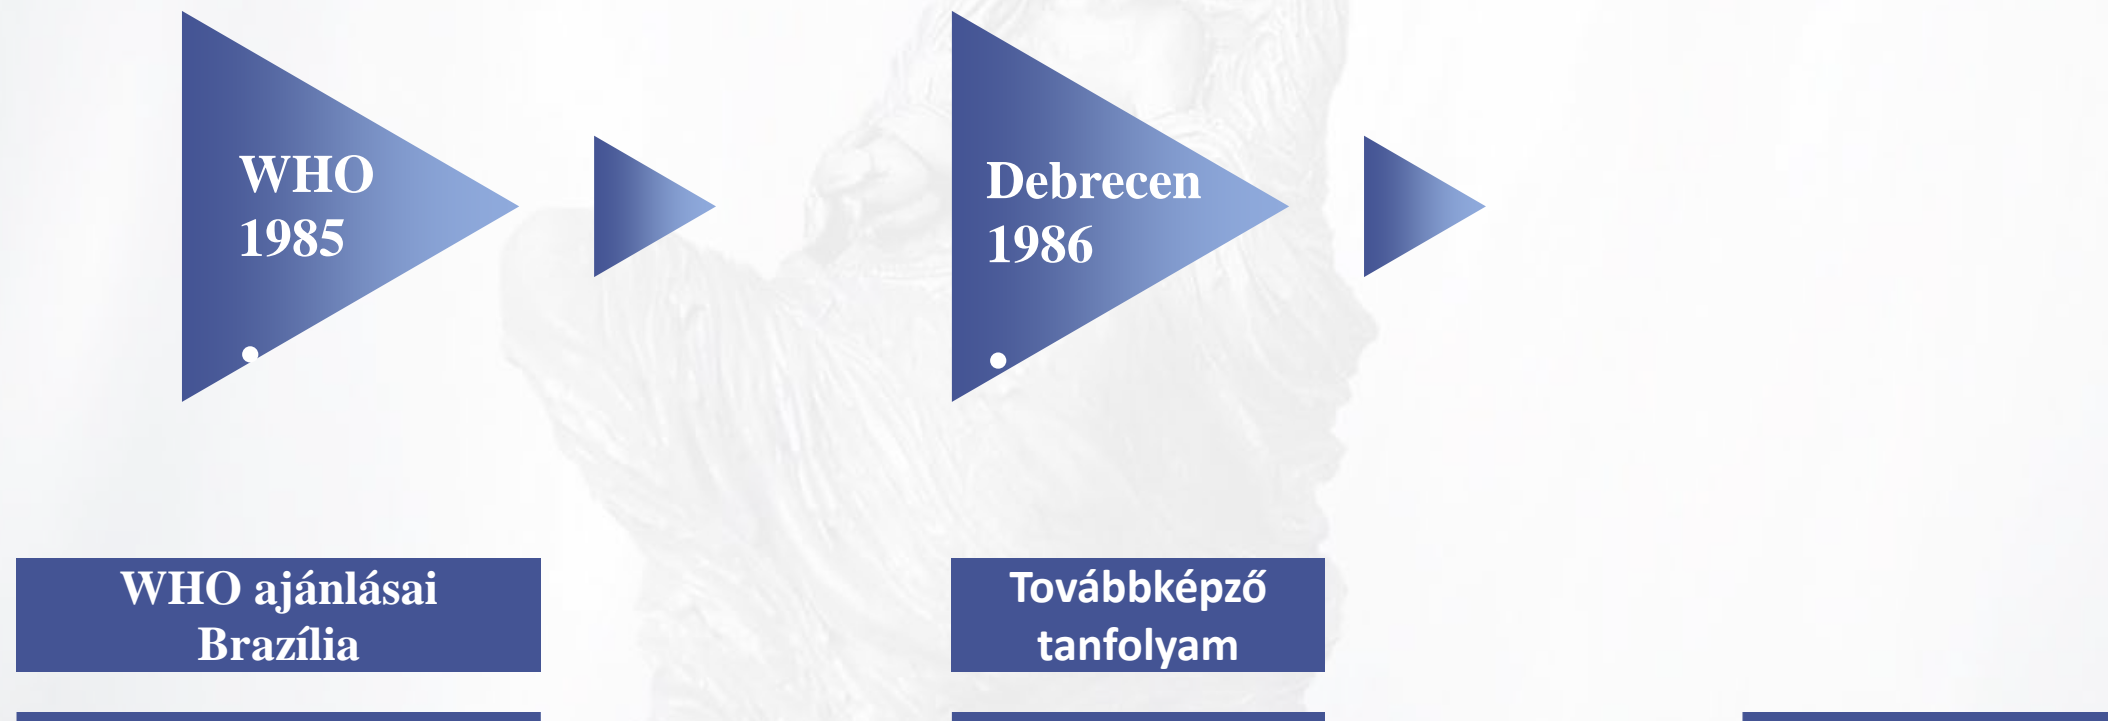 WHO
1985
•
Debrecen
1986
•
WHO ajánlásai
Brazília
Továbbképző
tanfolyam